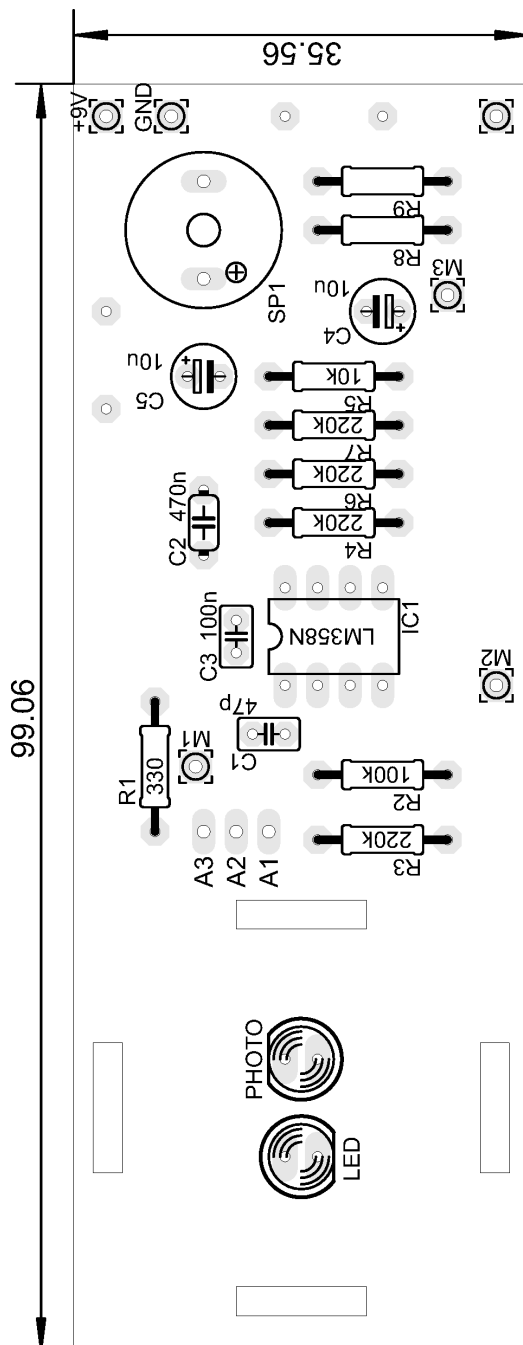 35.56
99.06
+9V
GND
R9
R8
M3
SP1
10u
C4
+
10u
+
C5
10k
R5
220k
R7
220k
R6
220k
R4
470n
C2
100n
C3
LM358N
IC1
M2
47p
C1
M1
R1
330
100k
R2
220k
R3
A3
A2
A1
PHOTO
LED